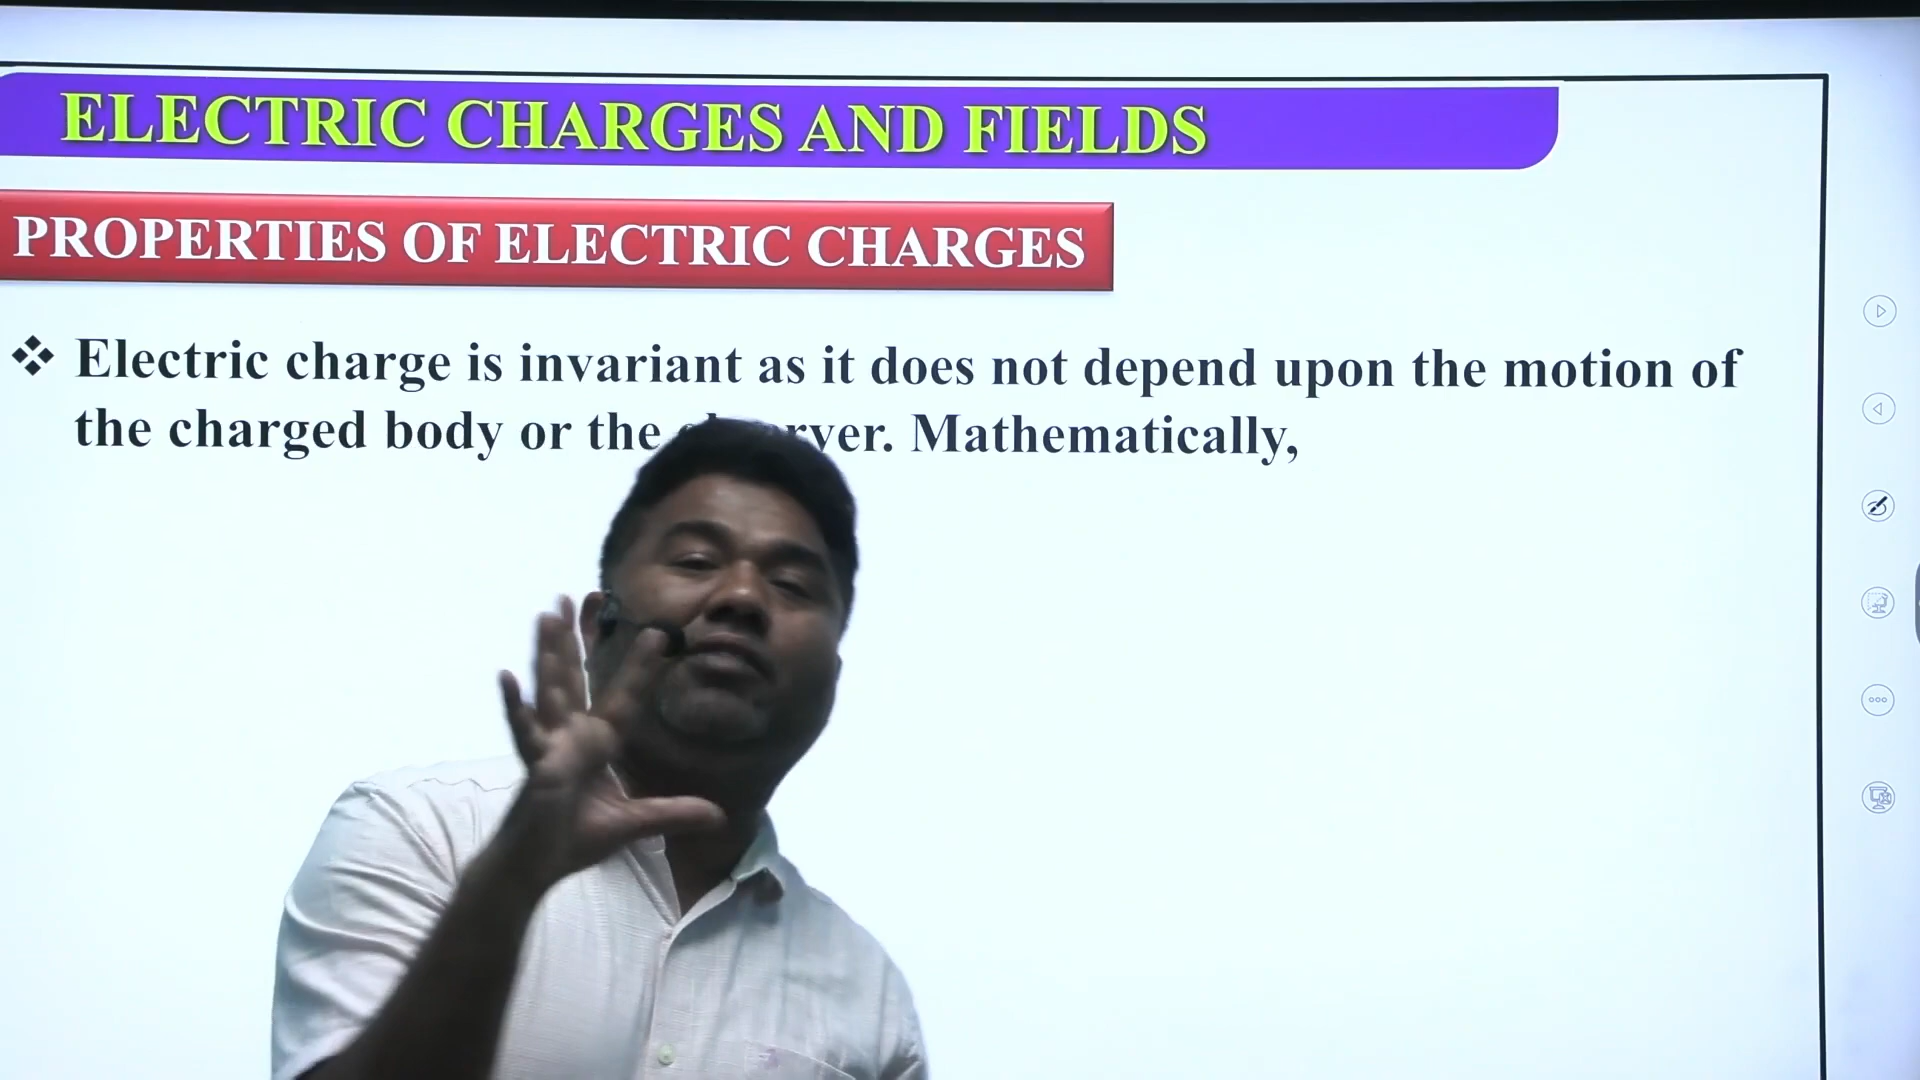 ELECTRIC CHARGES AND FIELDS
PROPERTIES OF ELECTRIC CHARGES
❖ Electric charge is invariant as it does not depend upon the motion of
the charged body or the Mathematically,